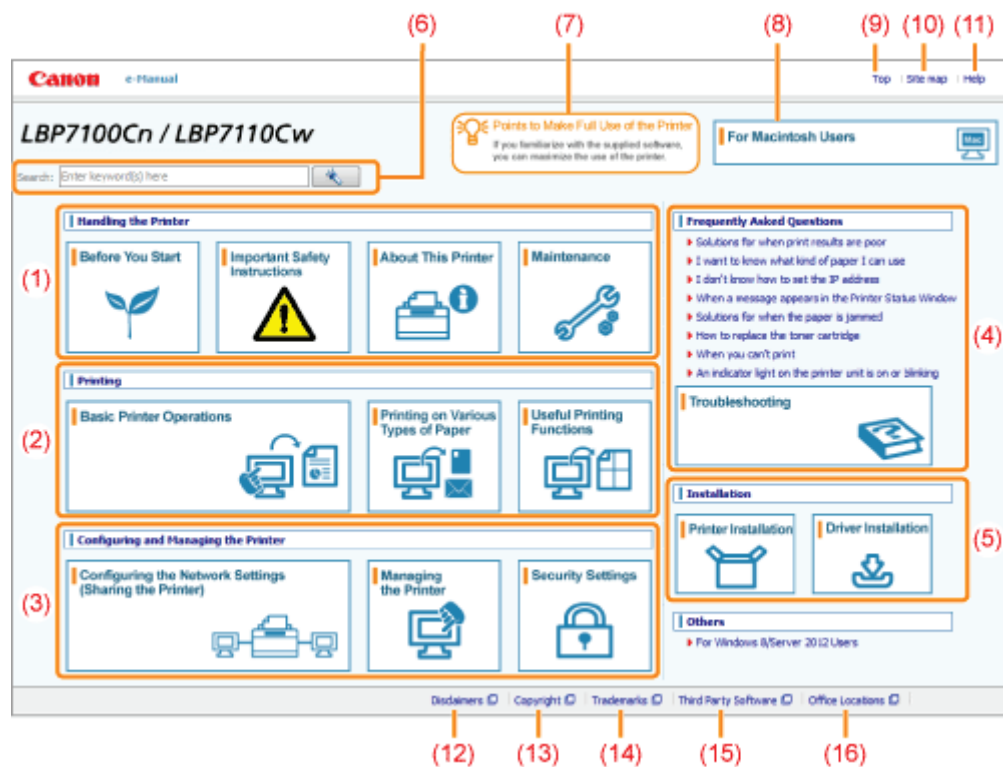 (6) (7) (8) (9) (10) (11)
Canon e-Manual
Top Site map Help
LBP7100Cn / LBP7110Cw
Points to Make Full Use of the Printer
If you familiarize with the supplied software,
you can maximize the use of the printer.
For Macintosh Users
Mac
Search: Enter keyword(s) here
(1)
Handling the Printer
Before You Start
Important Safety
Instructions
About This Printer
Maintenance
(2)
Printing
Basic Printer Operations
Printing on Various
Types of Paper
Useful Printing
Functions
(3)
Configuring and Managing the Printer
Configuring the Network Settings
(Sharing the Printer)
Managing
the Printer
Security Settings
Frequently Asked Questions
Solutions for when print results are poor
I want to know what kind of paper I can use
I don't know how to set the IP address
When a message appears in the Printer Status Window
Solutions for when the paper is jammed
How to replace the toner cartridge
When you can't print
An indicator light on the printer unit is on or blinking
(4)
Troubleshooting
Installation
Printer Installation
Driver Installation
(5)
Others
For Windows 8/Server 2012 Users
Disclaimers Copyright Trademarks Third Party Software Office Locations
(12) (13) (14) (15) (16)